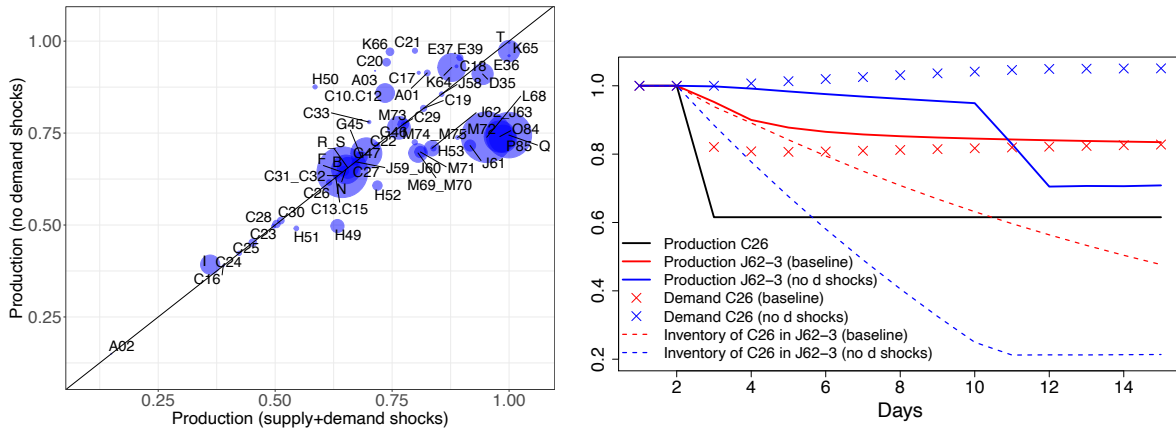 Production (no demand shocks)
1.00
0.75
0.50
0.25
T
K66
C21
E37.E39
K65
C20
C18
E36
A03
C17
K64
J58
D35
H50
C10.C12
A01
C19
L68
C33
M73
C29
J62
J63
G45
G46
M74
M75
M72
O84
R_S
C22
H53
P85
Q
F
B
G47
J59_J60
M71
J61
C31_C32
C27
C26
N
H52
M69_M70
C13.C15
C28
C30
C23
H51
H49
C25
I
C24
C16
A02
0.25
0.50
0.75
1.00
Production (supply+demand shocks)
1.0
0.8
0.6
0.4
0.2
Production C26
Production J62−3 (baseline)
Production J62−3 (no d shocks)
Demand C26 (baseline)
Demand C26 (no d shocks)
Inventory of C26 in J62−3 (baseline)
Inventory of C26 in J62−3 (no d shocks)
2
4
6
8
10
12
14
Days